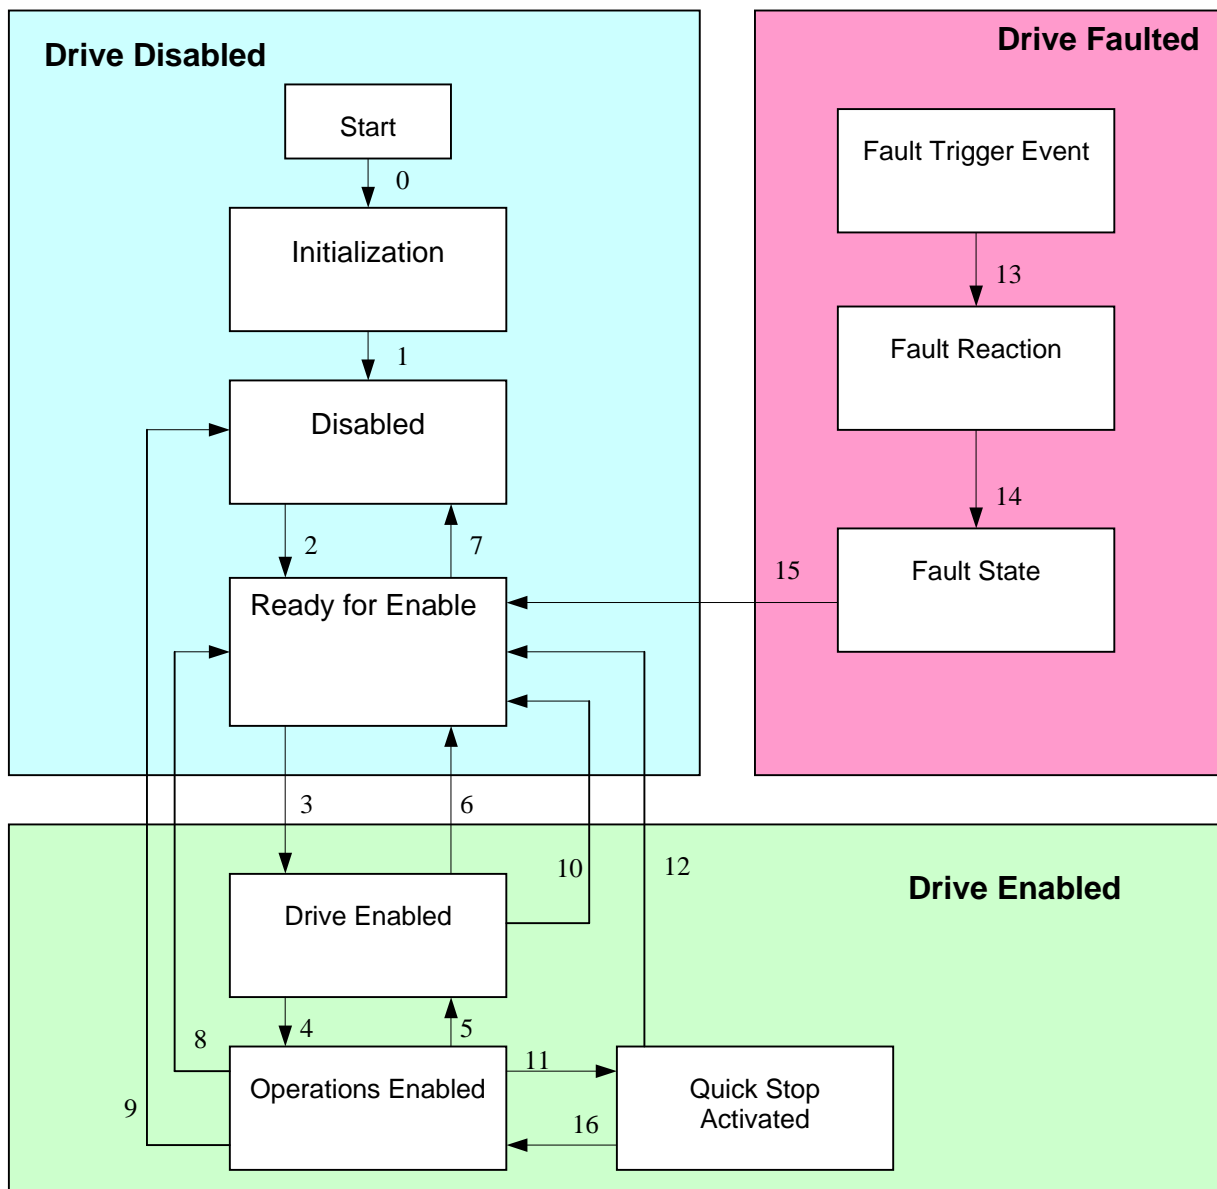 Drive Disabled
Start
0
Initialization
1
Disabled
2
7
Ready for Enable
3
6
10
12
Drive Enabled
Drive Enabled
4
5
8
11
Operations Enabled
9
16
Quick Stop
Activated
Drive Faulted
Fault Trigger Event
13
Fault Reaction
14
Fault State
15